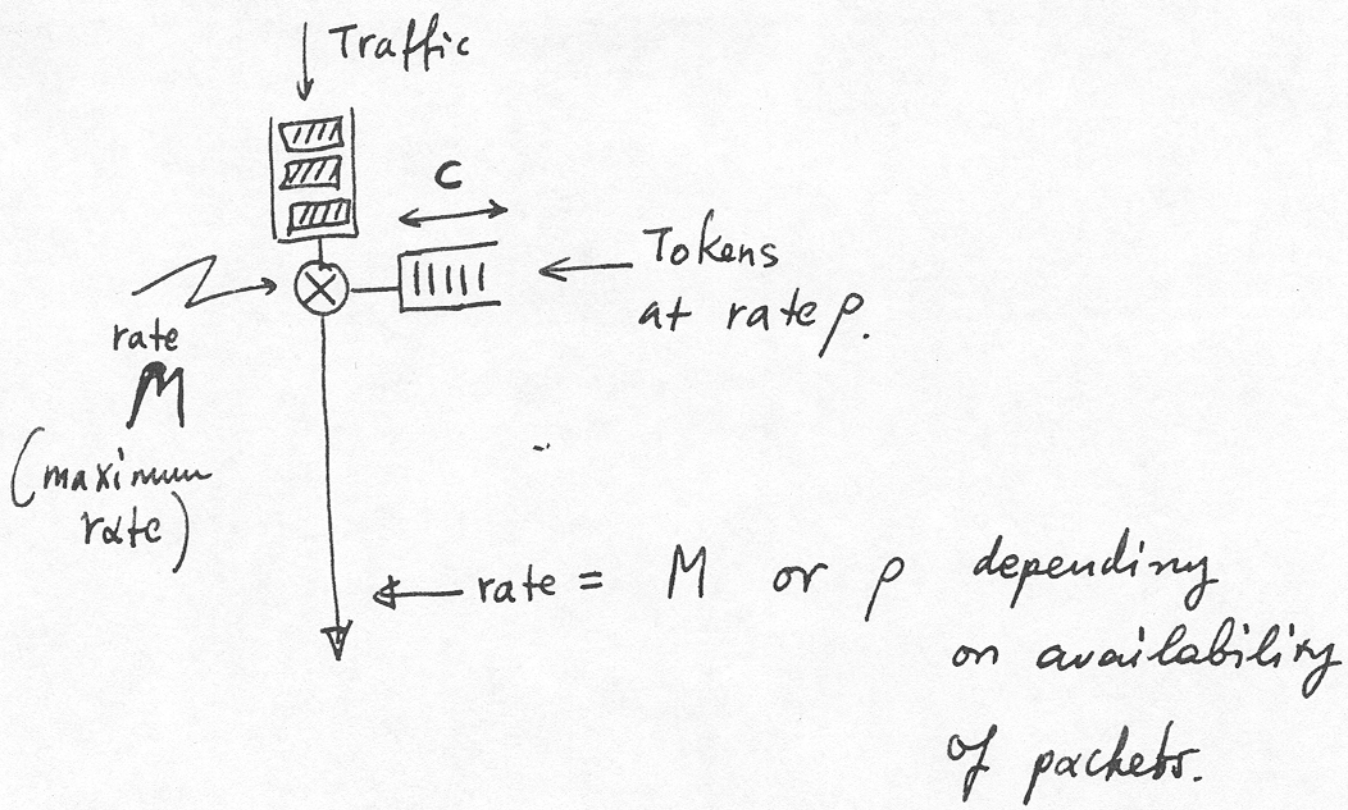 Traffic
C
Tokens
at rate ρ.
rate
M
(maximum
rate)
rate = M or ρ depending
on availability
of packets.